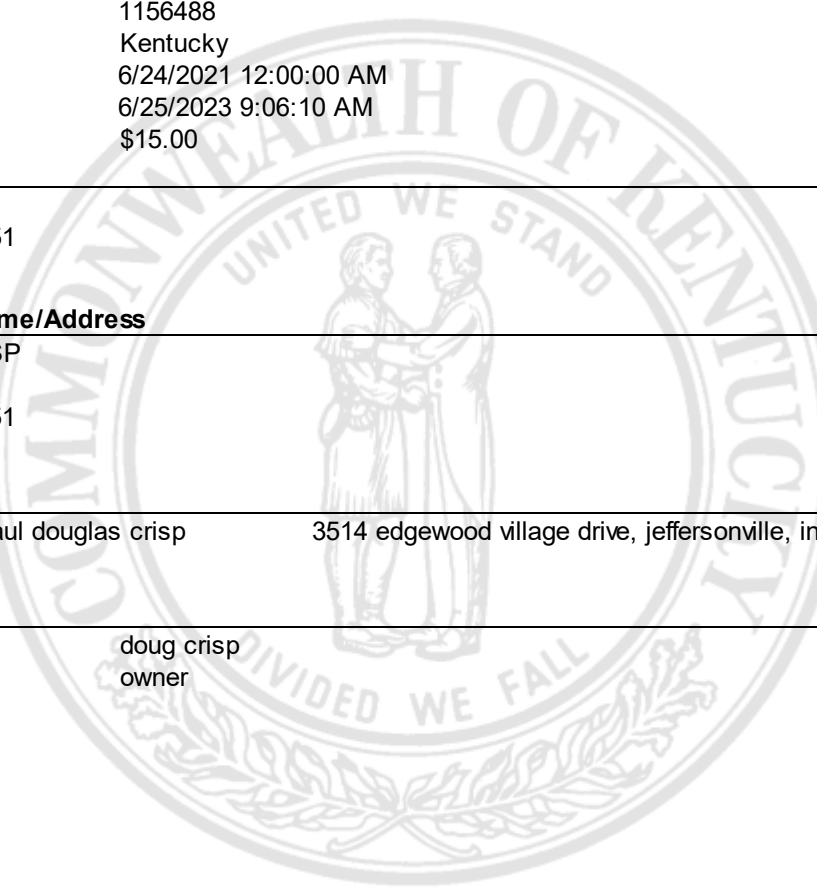 1156488
Kentucky
6/24/2021 12:00:00 AM
6/25/2023 9:06:10 AM
$15.00
51
me/Address
SP
51
aul douglas crisp 3514 edgewood village drive, jeffersonville, in
doug crisp
owner
COMMONWEALTH OF KENTUCKY
UNITED WE STAND
DIVIDED WE FALL